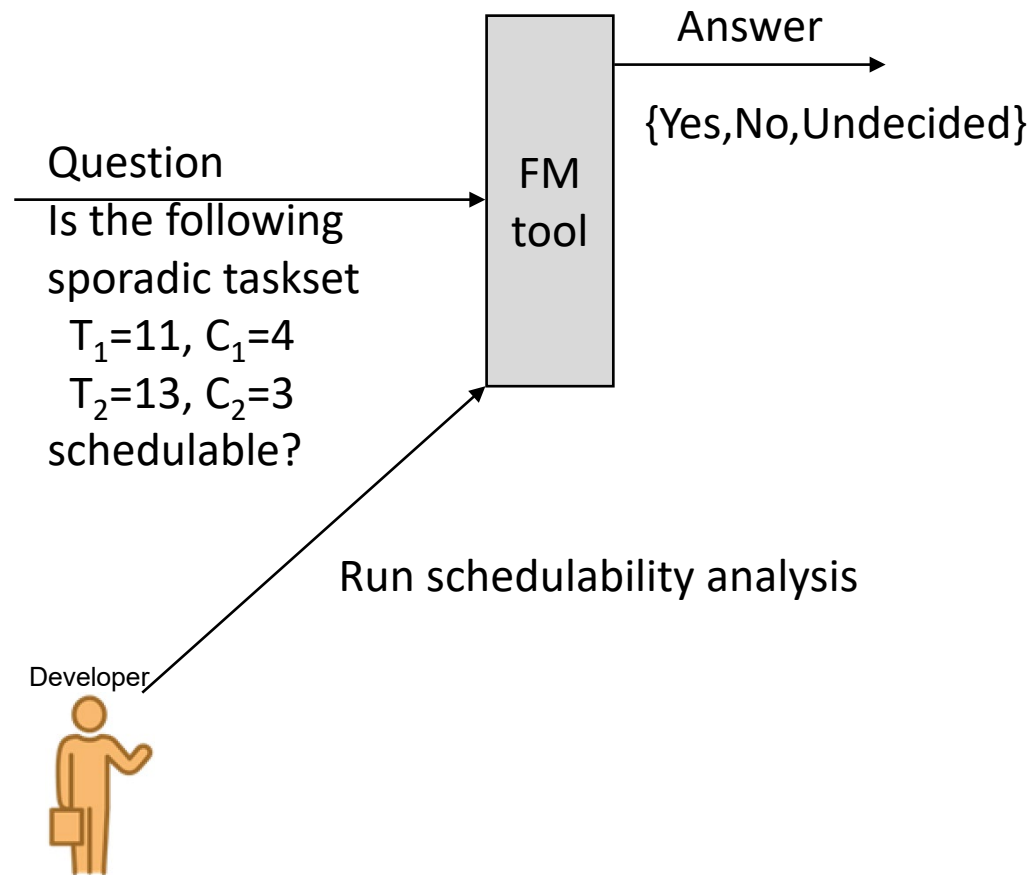 Answer
{Yes,No,Undecided}
Question
Is the following
sporadic taskset
T₁=11, C₁=4
T₂=13, C₂=3
schedulable?
FM
tool
Run schedulability analysis
Developer